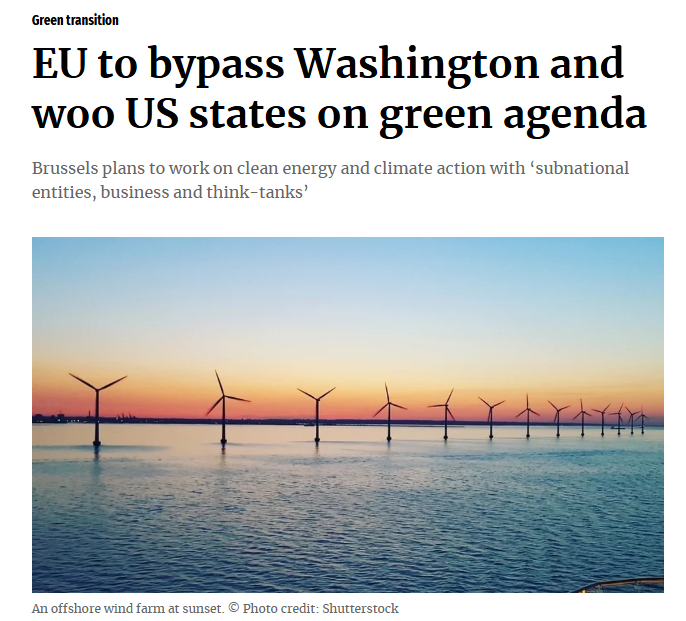 Green transition
EU to bypass Washington and
woo US states on green agenda
Brussels plans to work on clean energy and climate action with ‘subnational
entities, business and think-tanks’
An offshore wind farm at sunset. © Photo credit: Shutterstock